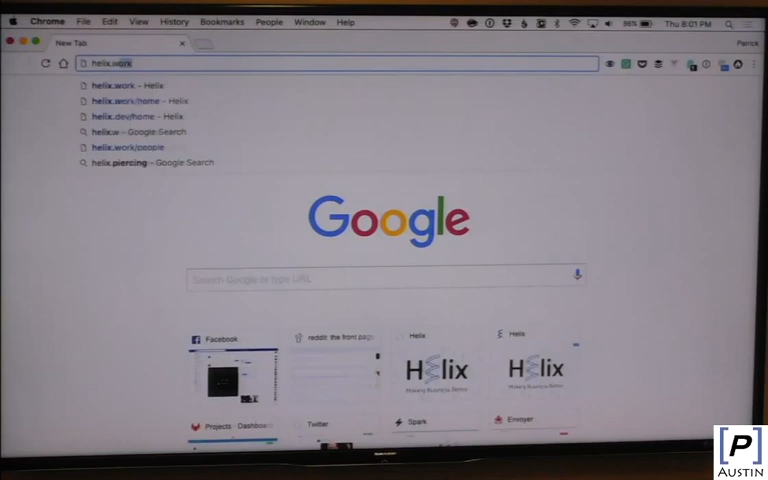 Chrome File Edit View History Bookmarks People Window Help 96% Thu 8:01 PM
New Tab Patrick
helix.work
helix.work – Helix
helix.work/home – Helix
helix.dev/home – Helix
helix.w – Google Search
helix.work/people
helix.piercing – Google Search
Google
Search Google or type URL
Facebook reddit: the front page Helix Helix
Helix Helix
Projects · Dashboa Twitter Spark Envoyer
[P]
AUSTIN